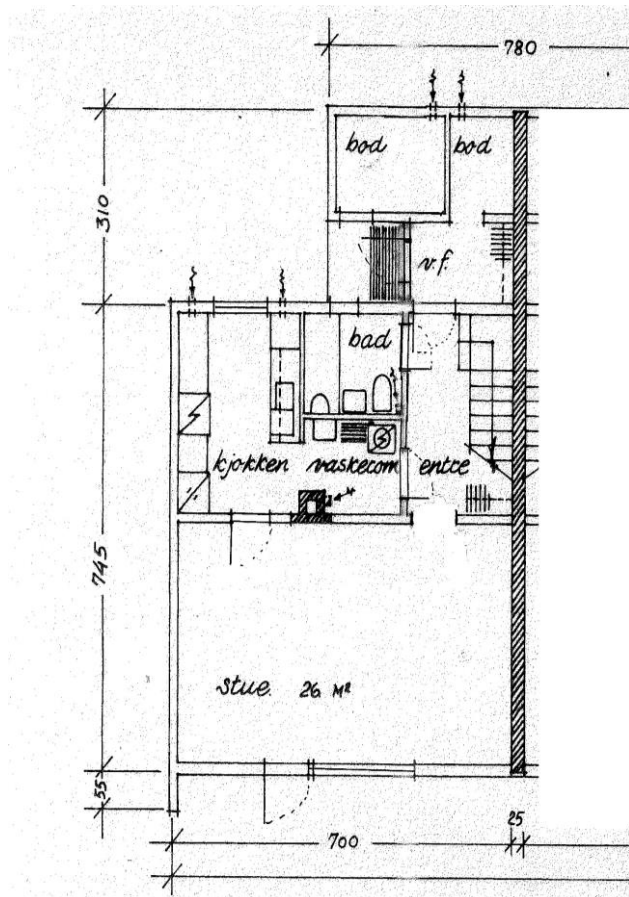 780
bod
bod
310
v.f.
bad
kjøkken
vaskerom
entre
745
stue. 26 M²
55
25
700